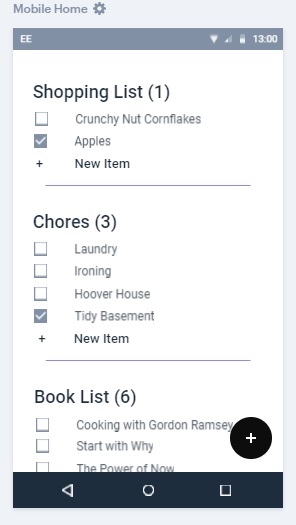 Mobile Home
EE 13:00
Shopping List (1)
Crunchy Nut Cornflakes
Apples
+ New Item
Chores (3)
Laundry
Ironing
Hoover House
Tidy Basement
+ New Item
Book List (6)
Cooking with Gordon Ramsey
Start with Why
The Power of Now
+